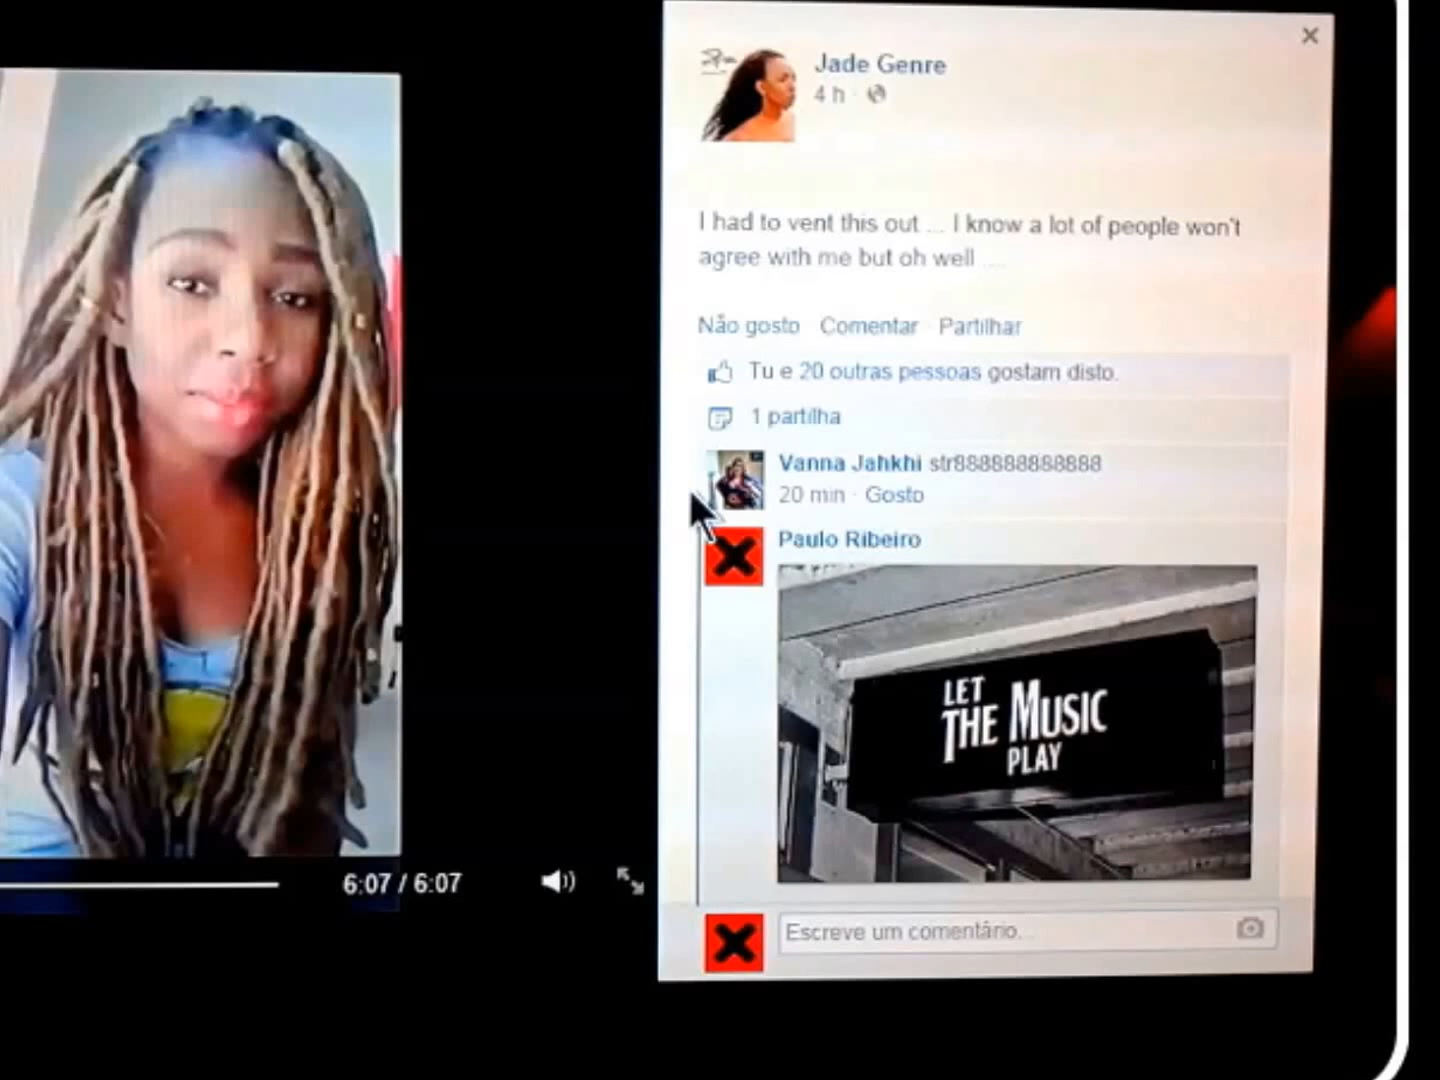 Jade Genre
4 h ·
I had to vent this out ... I know a lot of people won't
agree with me but oh well ....
Não gosto · Comentar · Partilhar
Tu e 20 outras pessoas gostam disto.
1 partilha
Vanna Jahkhi str888888888888
20 min · Gosto
Paulo Ribeiro
LET
THE MUSIC
PLAY
6:07 / 6:07
Escreve um comentário...